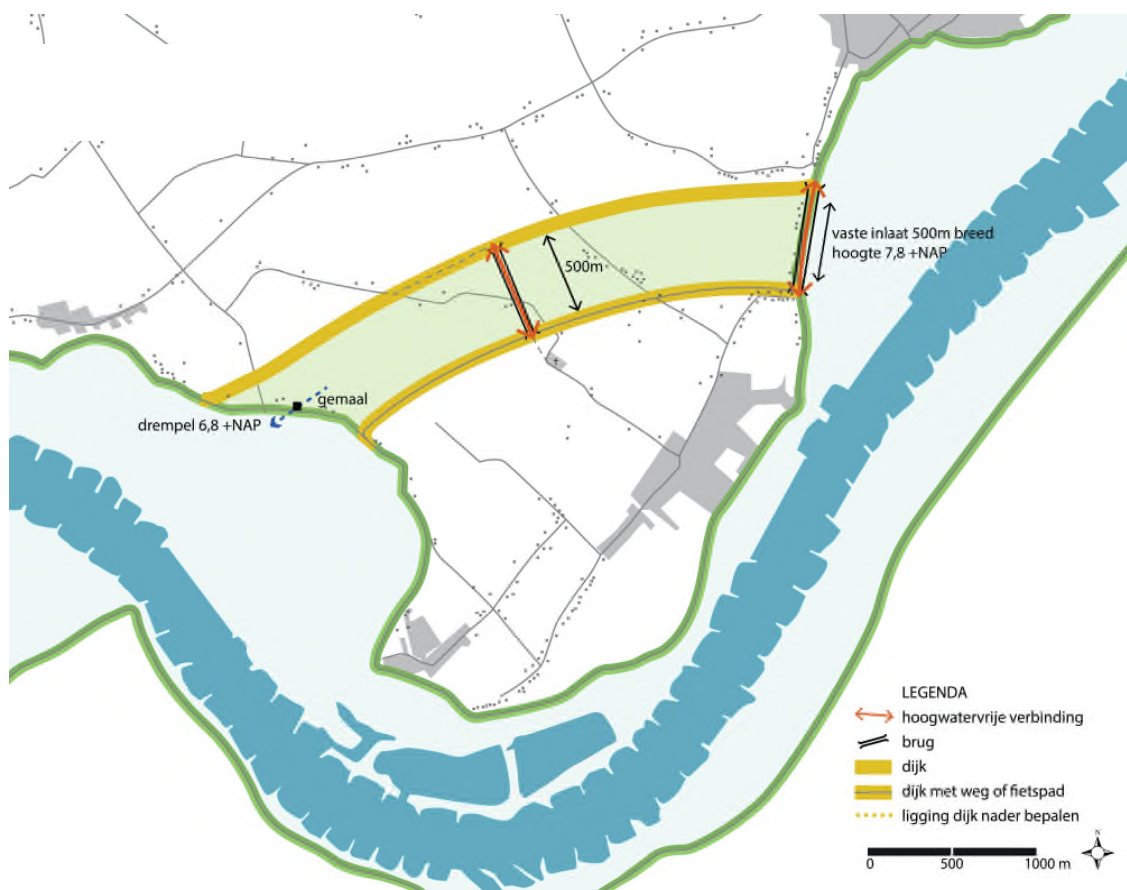 vaste inlaat 500m breed
hoogte 7,8 +NAP
500m
gemaal
drempel 6,8 +NAP
LEGENDA
hoogwatervrije verbinding
brug
dijk
dijk met weg of fietspad
ligging dijk nader bepalen
N
0 500 1000 m